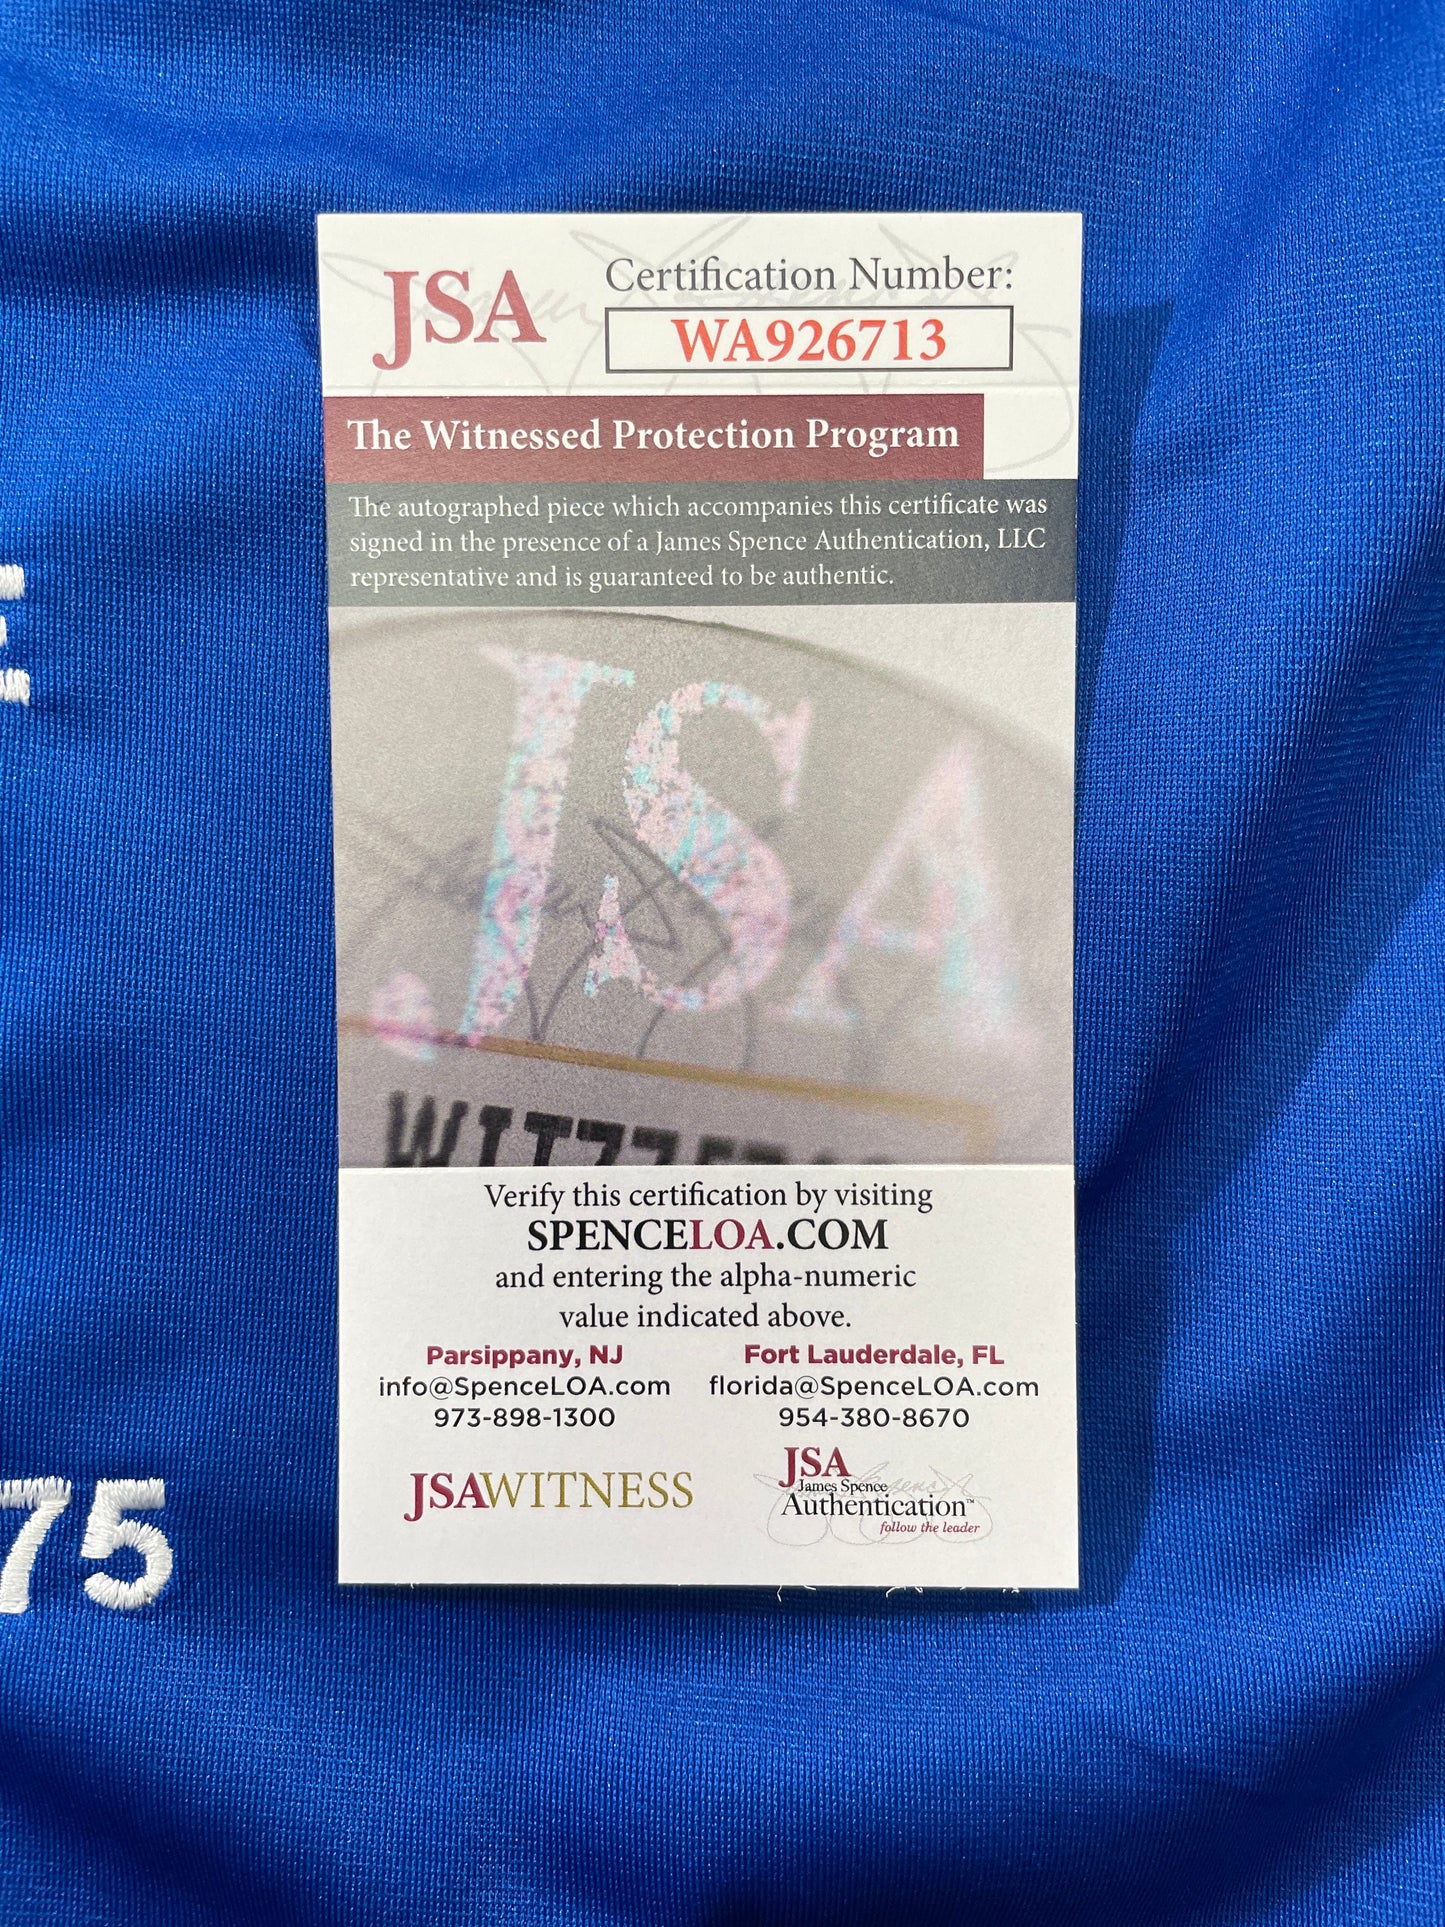 JSA
Certification Number:
WA926713
The Witnessed Protection Program
The autographed piece which accompanies this certificate was
signed in the presence of a James Spence Authentication, LLC
representative and is guaranteed to be authentic.
JSA
Verify this certification by visiting
SPENCELOA.COM
and entering the alpha-numeric
value indicated above.
Parsippany, NJ
info@SpenceLOA.com
973-898-1300
Fort Lauderdale, FL
florida@SpenceLOA.com
954-380-8670
JSAWITNESS
JSA
James Spence
Authentication™
follow the leader
75